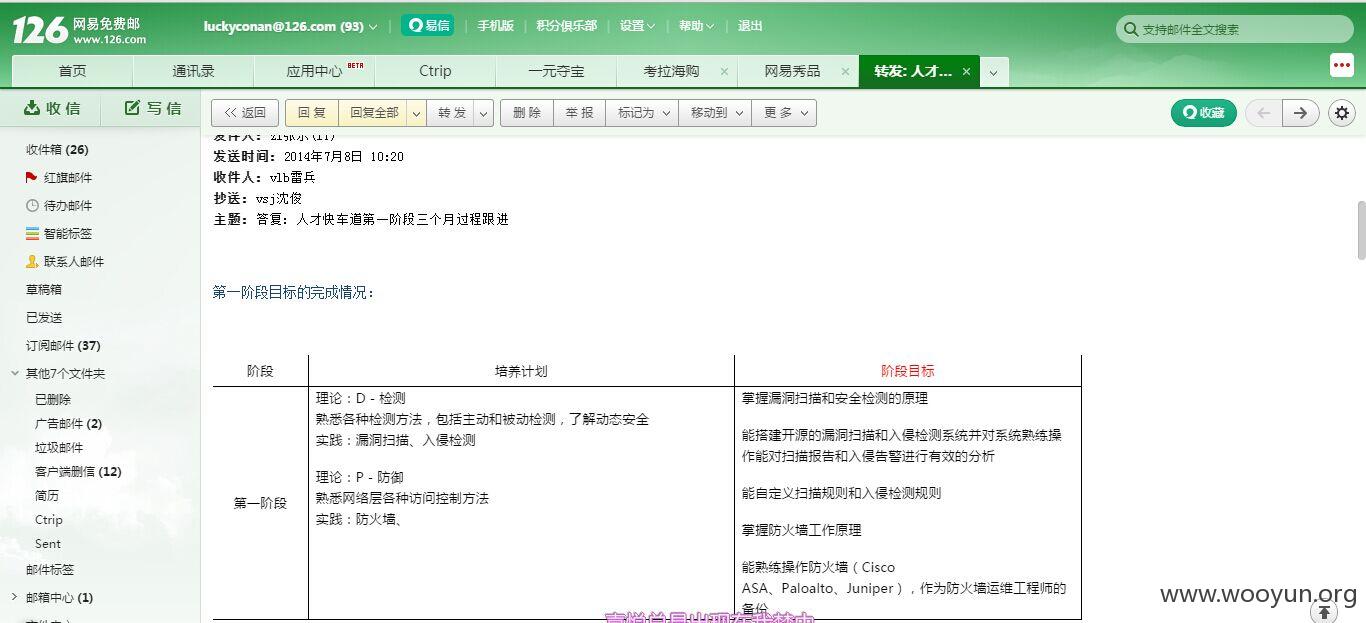 126 网易免费邮
www.126.com
luckyconan@126.com (93)
易信
手机版
积分俱乐部
设置
帮助
退出
支持邮件全文搜索
首页
通讯录
应用中心 BETA
Ctrip
一元夺宝
考拉海购 ×
网易秀品 ×
转发: 人才... ×
收 信
写 信
<< 返回
回 复
回复全部
转 发
删 除
举 报
标记为
移动到
更 多
收藏
收件箱 (26)
红旗邮件
待办邮件
智能标签
联系人邮件
草稿箱
已发送
订阅邮件 (37)
其他7个文件夹
已删除
广告邮件 (2)
垃圾邮件
客户端删信 (12)
简历
Ctrip
Sent
邮件标签
邮箱中心 (1)
发件人:
发送时间: 2014年7月8日 10:20
收件人: vlb雷兵
抄送: vsj沈俊
主题: 答复: 人才快车道第一阶段三个月过程跟进
第一阶段目标的完成情况：
阶段
培养计划
阶段目标
第一阶段
理论：D - 检测
熟悉各种检测方法，包括主动和被动检测，了解动态安全
实践：漏洞扫描、入侵检测
理论：P - 防御
熟悉网络层各种访问控制方法
实践：防火墙、
掌握漏洞扫描和安全检测的原理
能搭建开源的漏洞扫描和入侵检测系统并对系统熟练操
作能对扫描报告和入侵告警进行有效的分析
能自定义扫描规则和入侵检测规则
掌握防火墙工作原理
能熟练操作防火墙（Cisco
ASA、Paloalto、Juniper），作为防火墙运维工程师的
备份
www.wooyun.org